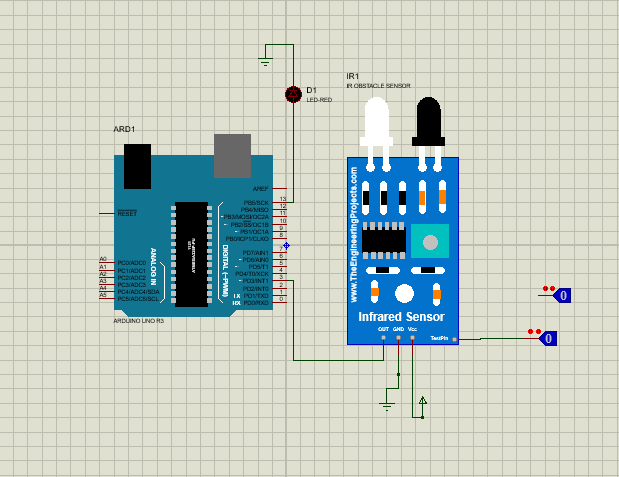 IR1
IR OBSTACLE SENSOR
D1
LED-RED
ARD1
AREF
RESET
13
PB5/SCK
12
PB4/MISO
11
PB3/MOSI/OC2A
10
PB2/SS/OC1B
9
PB1/OC1A
8
PB0/ICP1/CLKO
7
PD7/AIN1
6
PD6/AIN0
5
PD5/T1
4
PD4/T0/XCK
3
PD3/INT1
2
PD2/INT0
1
TX
PD1/TXD
0
RX
PD0/RXD
A0
PC0/ADC0
A1
PC1/ADC1
A2
PC2/ADC2
A3
PC3/ADC3
A4
PC4/ADC4/SDA
A5
PC5/ADC5/SCL
ANALOG IN
DIGITAL (~PWM)
ARDUINO UNO R3
www.TheEngineeringProjects.com
Infrared Sensor
OUT GND Vcc
TestPin
0
0